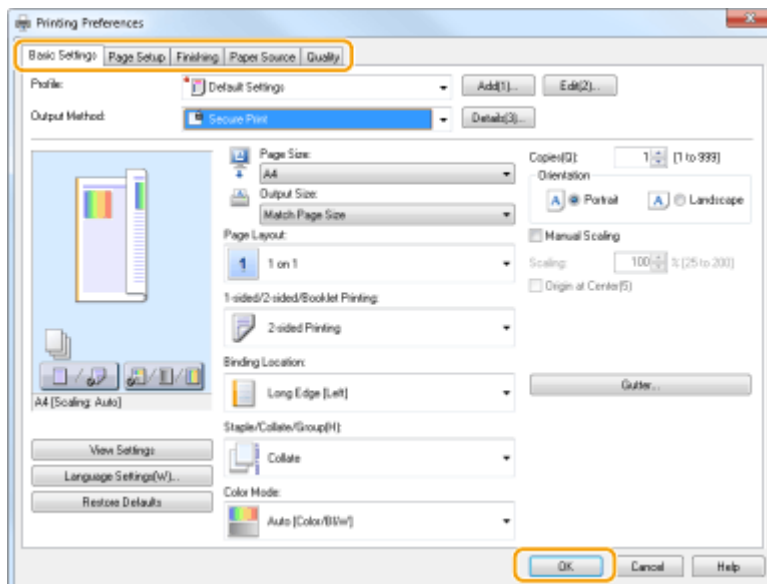 Printing Preferences
Basic Settings Page Setup Finishing Paper Source Quality
Profile: Default Settings Add(1)... Edit(2)...
Output Method: Secure Print Details(3)...
Page Size:
A4
Output Size:
Match Page Size
Page Layout:
1 1 on 1
1-sided/2-sided/Booklet Printing:
2-sided Printing
Binding Location:
Long Edge [Left]
Staple/Collate/Group(H):
Collate
Color Mode:
Auto [Color/B&W]
Copies(Q): 1 [1 to 999]
Orientation
A Portrait A Landscape
Manual Scaling
Scaling: 100 % [25 to 200]
Origin at Center(5)
Gutter...
A4 [Scaling: Auto]
View Settings
Language Settings(W)...
Restore Defaults
OK Cancel Help